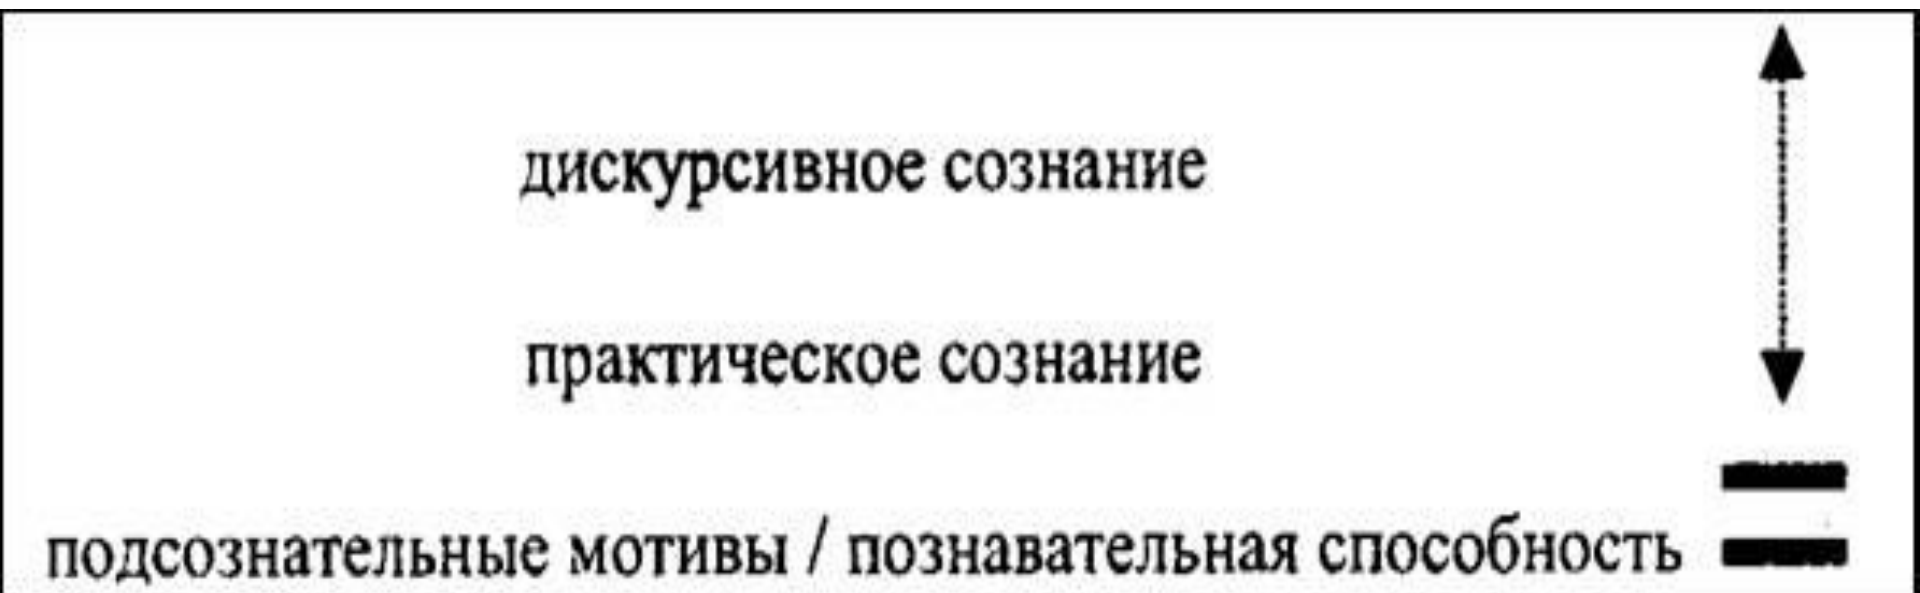 дискурсивное сознание
практическое сознание
подсознательные мотивы / познавательная способность